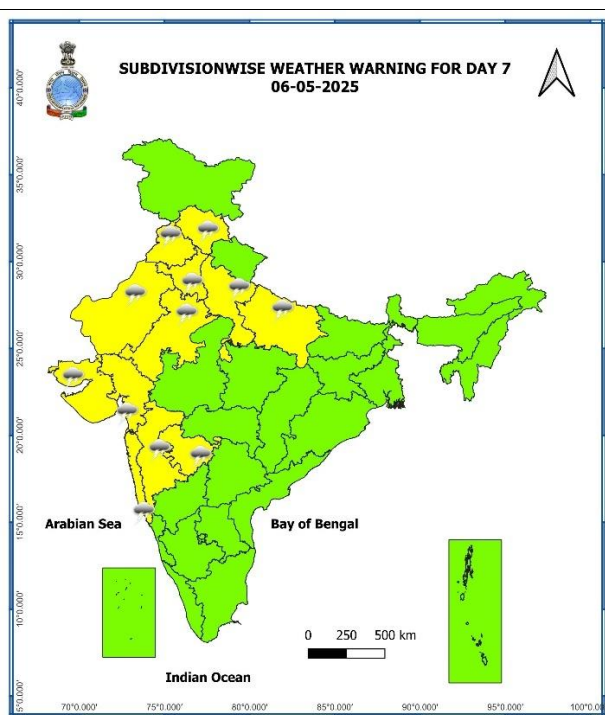 SUBDIVISIONWISE WEATHER WARNING FOR DAY 7
06-05-2025
40°0.000'
35°0.000'
30°0.000'
25°0.000'
20°0.000'
15°0.000'
10°0.000'
5°0.000'
Arabian Sea
Bay of Bengal
0 250 500 km
Indian Ocean
70°0.000' 75°0.000' 80°0.000' 85°0.000' 90°0.000' 95°0.000' 100°0.000'